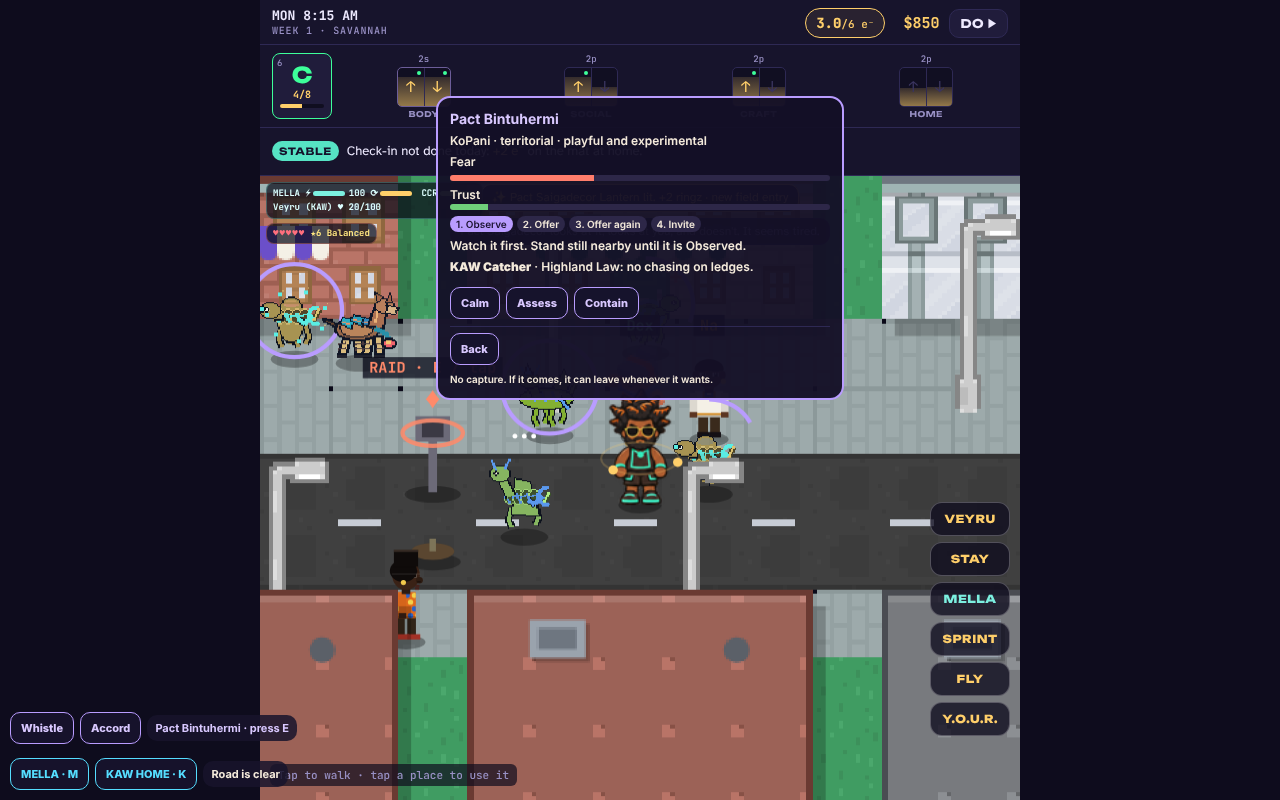 MON 8:15 AM
WEEK 1 · SAVANNAH
3.0/6 e⁻
$850
DO
6
C
4/8
2s
2p
2p
2p
BODY
HOME
STABLE
Check-in not do
Pact Bintuhermi
KoPani · territorial · playful and experimental
Fear
Trust
1. Observe
2. Offer
3. Offer again
4. Invite
Watch it first. Stand still nearby until it is Observed.
KAW Catcher · Highland Law: no chasing on ledges.
Calm
Assess
Contain
Back
No capture. If it comes, it can leave whenever it wants.
MELLA ⚡ 100 ⟳ CCR
Veyru (KAW) ♥ 20/100
♥♥♥♥♥ ★6 Balanced
RAID ·
VEYRU
STAY
MELLA
SPRINT
FLY
Y.O.U.R.
Whistle
Accord
Pact Bintuhermi · press E
MELLA · M
KAW HOME · K
Road is clear
ap to walk · tap a place to use it